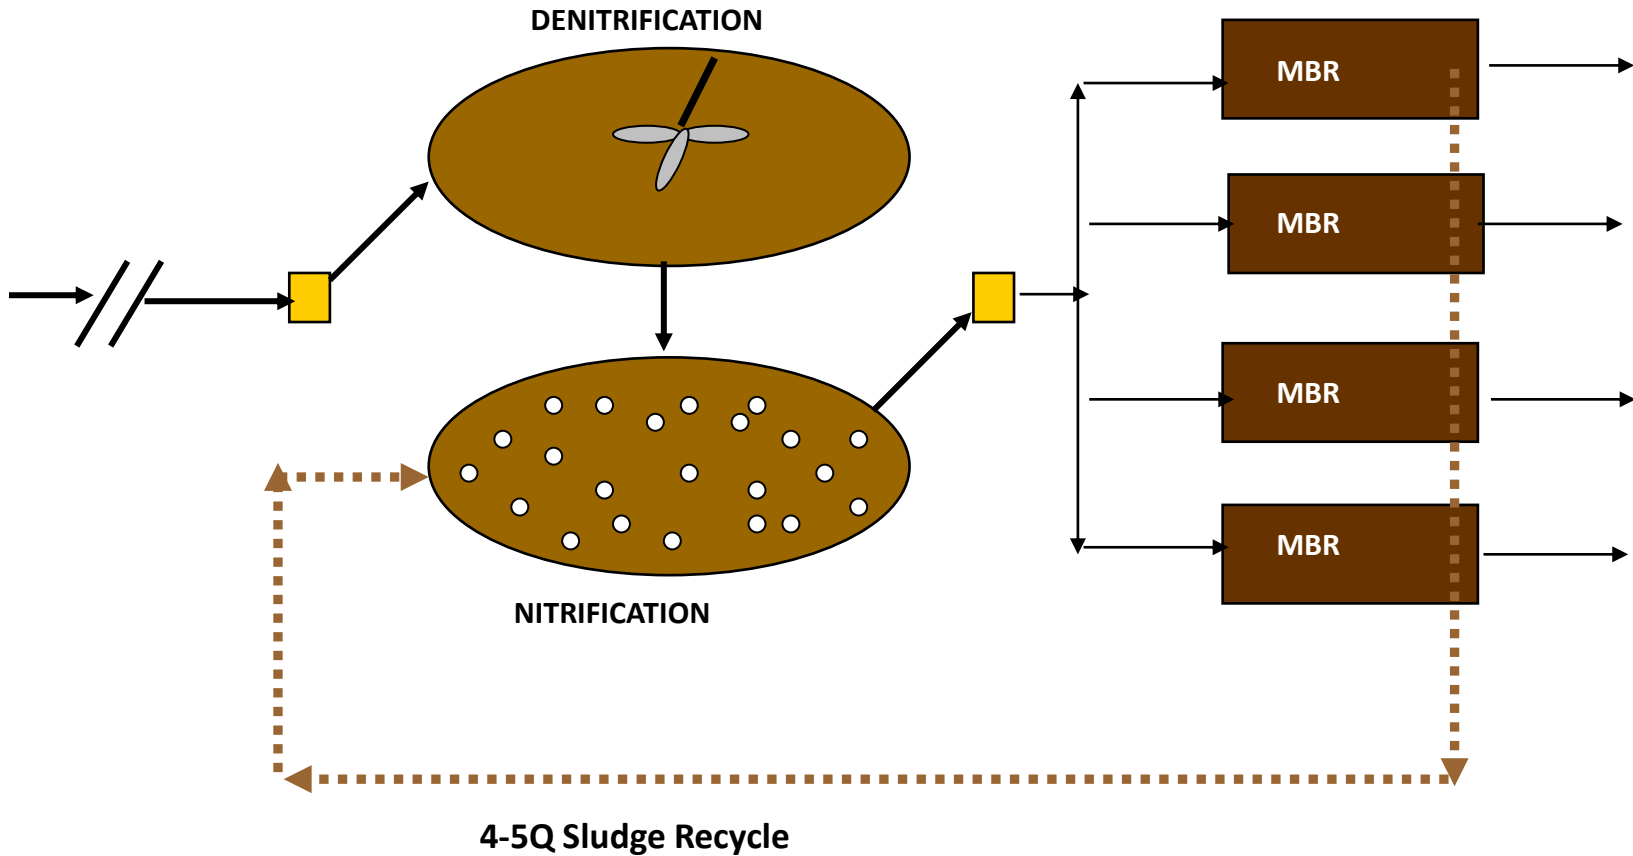 DENITRIFICATION
MBR
MBR
MBR
MBR
NITRIFICATION
4-5Q Sludge Recycle